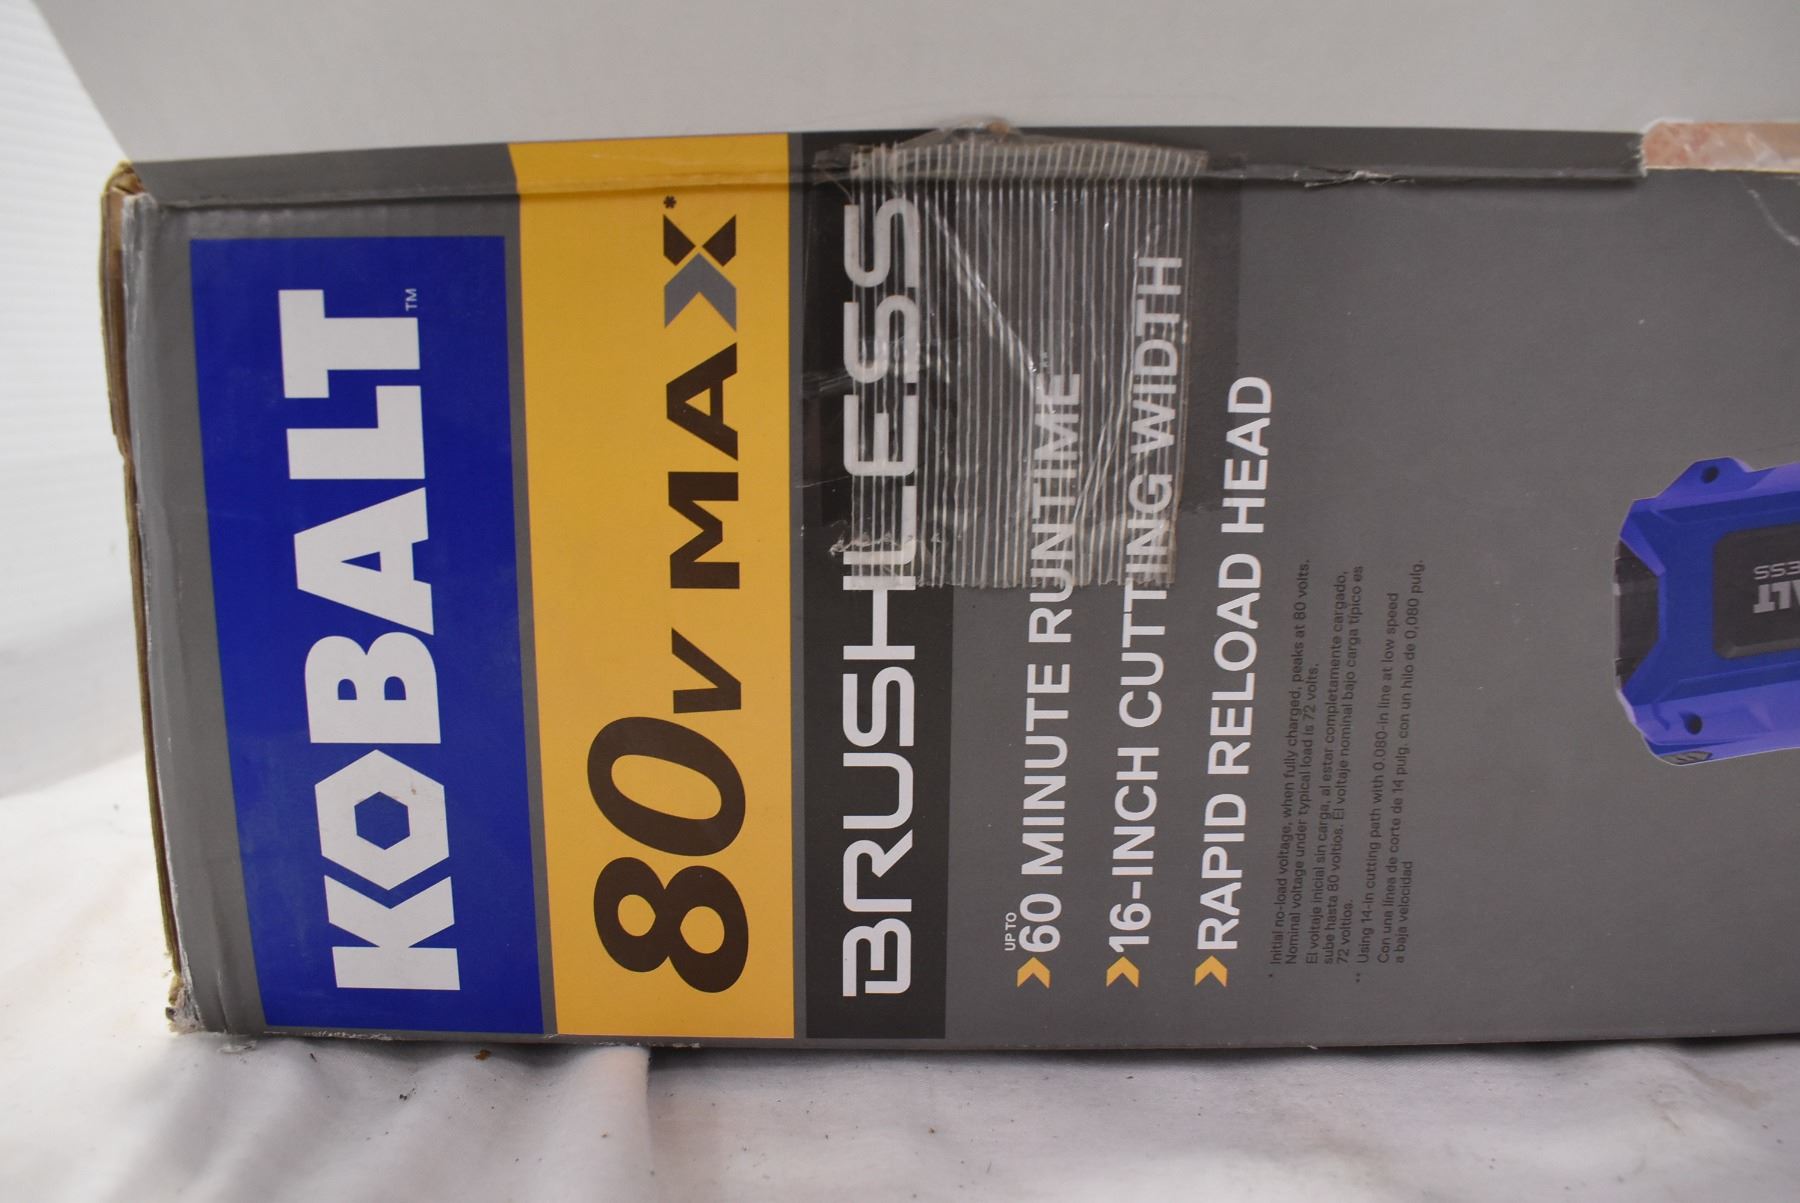 KOBALT™
80V MAX*
BRUSHLESS
UP TO
60 MINUTE RUNTIME**
16-INCH CUTTING WIDTH
RAPID RELOAD HEAD
* Initial no-load voltage, when fully charged, peaks at 80 volts.
Nominal voltage under typical load is 72 volts.
El voltaje inicial sin carga, al estar completamente cargado,
sube hasta 80 voltios. El voltaje nominal bajo carga típico es
72 voltios.
** Using 14-in cutting path with 0.080-in line at low speed
Con una línea de corte de 14 pulg. con un hilo de 0,080 pulg.
a baja velocidad
ALT
ESS